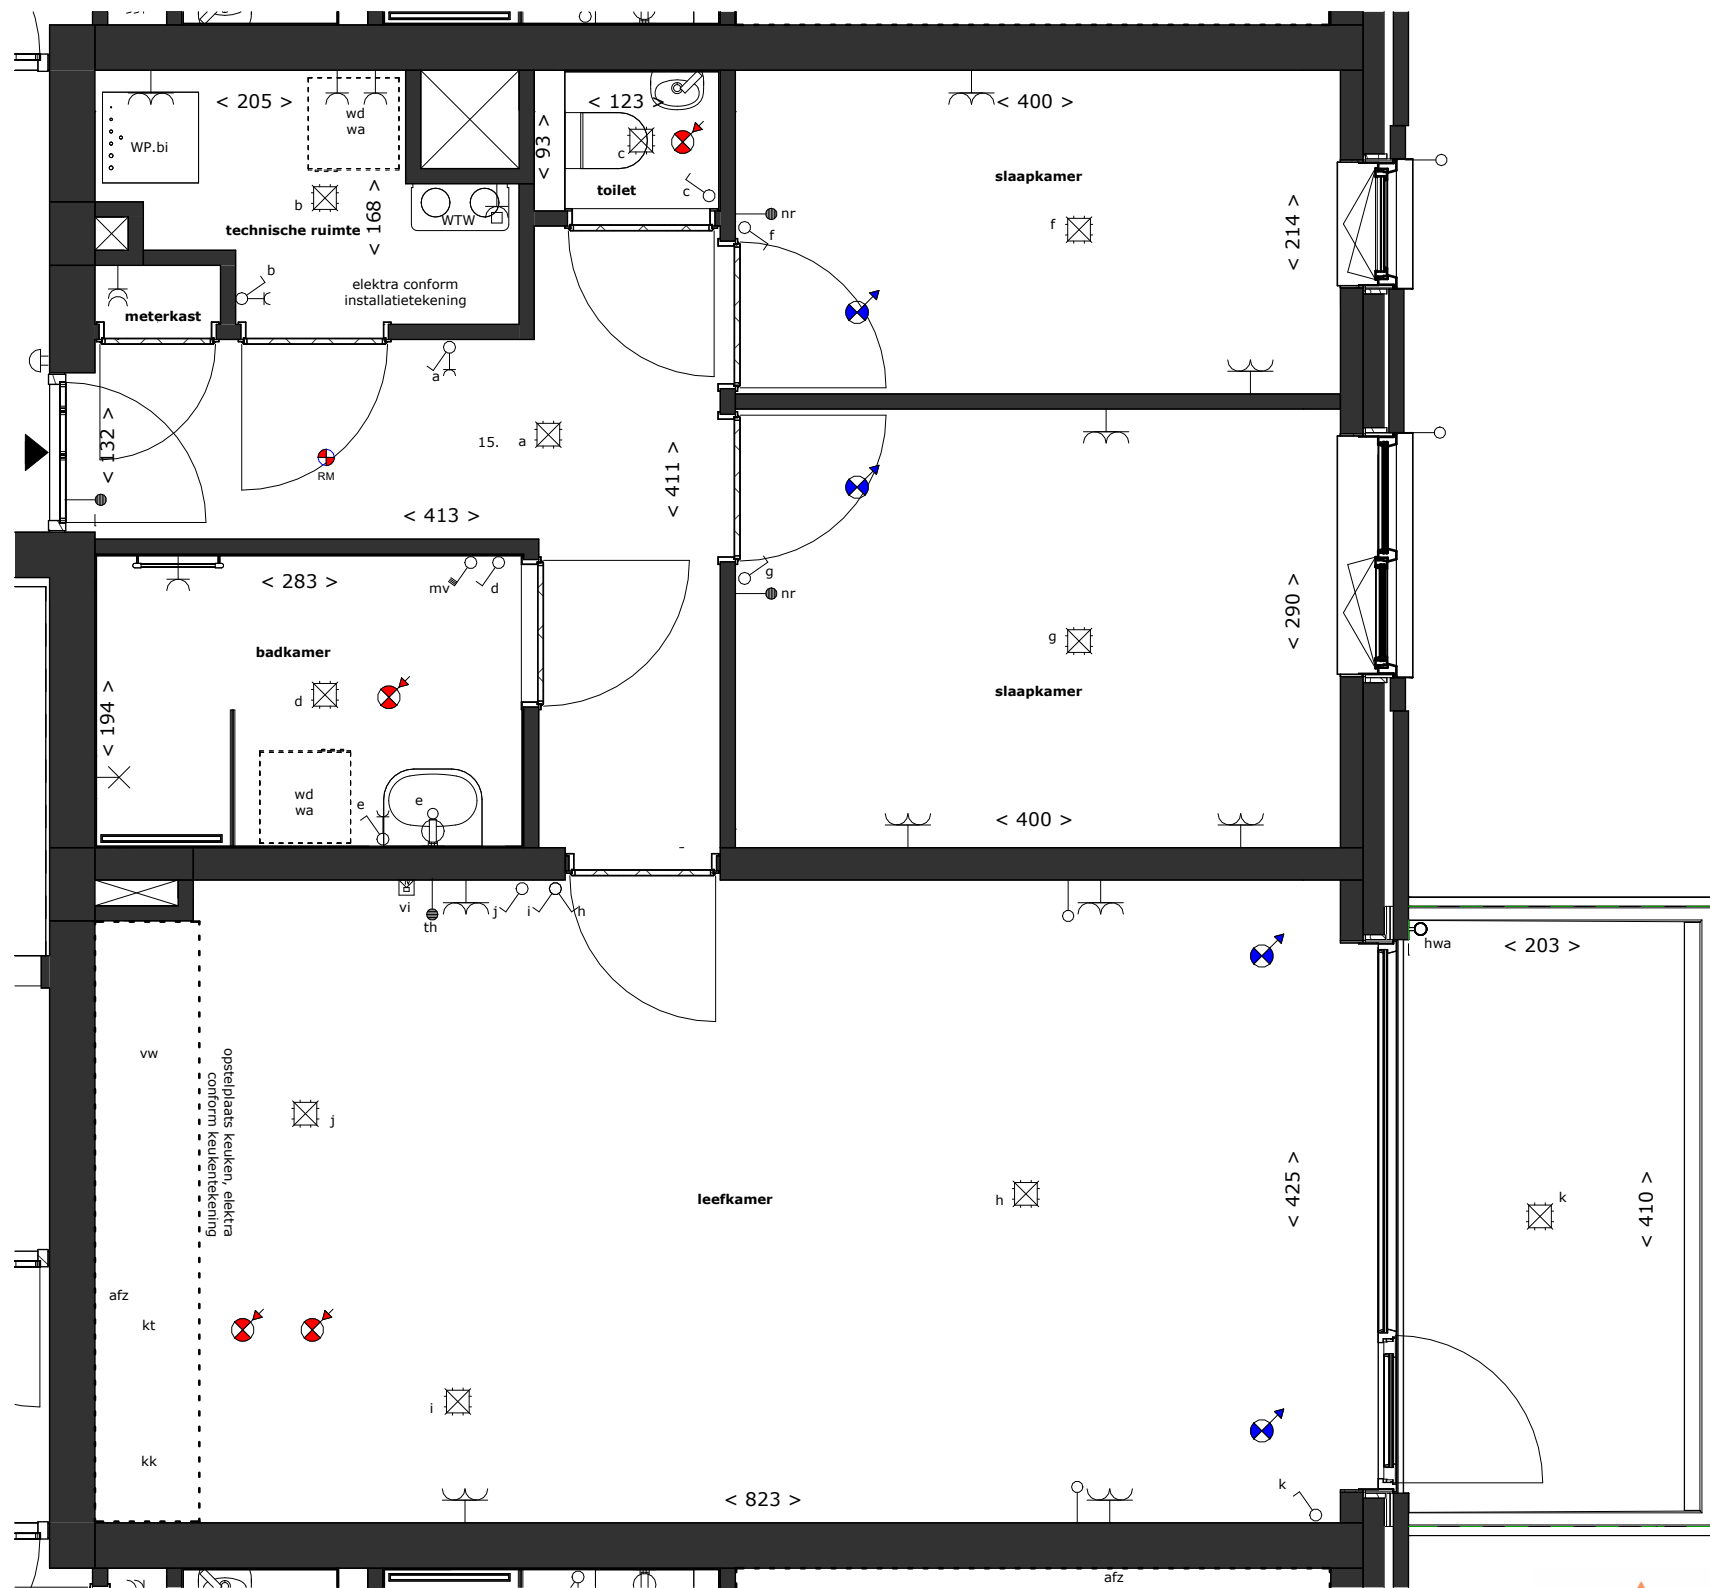 < 205 >
wd
wa
WP.bi
b
technische ruimte
< 168 >
WTW
elektra conform
installatietekening
b
meterkast
< 93 >
< 123 >
c
toilet
c
< 400 >
slaapkamer
f
nr
f
< 214 >
a
15.
a
< 132 >
RM
< 413 >
< 411 >
< 283 >
mv
d
badkamer
d
< 194 >
wd
wa
e
e
g
nr
g
slaapkamer
< 290 >
< 400 >
vi
th
j
i
h
hwa
< 203 >
vw
opstelplaats keuken, elektra
conform keukentekening
j
leefkamer
h
< 425 >
k
< 410 >
afz
kt
i
kk
< 823 >
k
afz